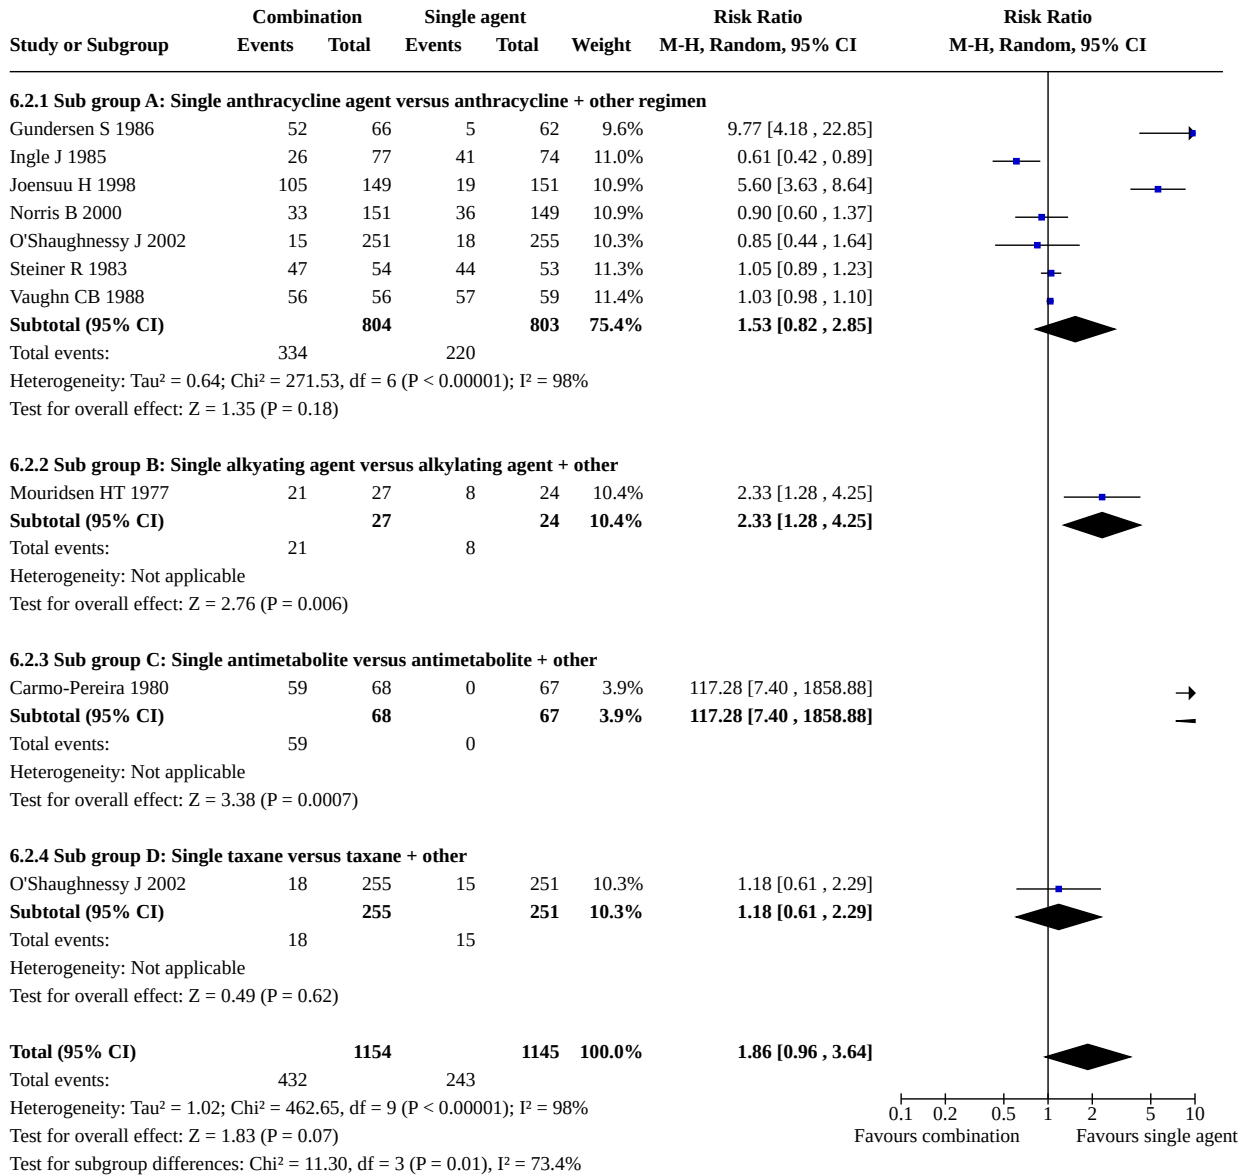 Combination Single agent Risk Ratio Risk Ratio
Study or Subgroup Events Total Events Total Weight M-H, Random, 95% CI M-H, Random, 95% CI
6.2.1 Sub group A: Single anthracycline agent versus anthracycline + other regimen
Gundersen S 1986 52 66 5 62 9.6% 9.77 [4.18 , 22.85]
Ingle J 1985 26 77 41 74 11.0% 0.61 [0.42 , 0.89]
Joensuu H 1998 105 149 19 151 10.9% 5.60 [3.63 , 8.64]
Norris B 2000 33 151 36 149 10.9% 0.90 [0.60 , 1.37]
O'Shaughnessy J 2002 15 251 18 255 10.3% 0.85 [0.44 , 1.64]
Steiner R 1983 47 54 44 53 11.3% 1.05 [0.89 , 1.23]
Vaughn CB 1988 56 56 57 59 11.4% 1.03 [0.98 , 1.10]
Subtotal (95% CI) 804 803 75.4% 1.53 [0.82 , 2.85]
Total events: 334 220
Heterogeneity: Tau² = 0.64; Chi² = 271.53, df = 6 (P < 0.00001); I² = 98%
Test for overall effect: Z = 1.35 (P = 0.18)
6.2.2 Sub group B: Single alkyating agent versus alkylating agent + other
Mouridsen HT 1977 21 27 8 24 10.4% 2.33 [1.28 , 4.25]
Subtotal (95% CI) 27 24 10.4% 2.33 [1.28 , 4.25]
Total events: 21 8
Heterogeneity: Not applicable
Test for overall effect: Z = 2.76 (P = 0.006)
6.2.3 Sub group C: Single antimetabolite versus antimetabolite + other
Carmo-Pereira 1980 59 68 0 67 3.9% 117.28 [7.40 , 1858.88]
Subtotal (95% CI) 68 67 3.9% 117.28 [7.40 , 1858.88]
Total events: 59 0
Heterogeneity: Not applicable
Test for overall effect: Z = 3.38 (P = 0.0007)
6.2.4 Sub group D: Single taxane versus taxane + other
O'Shaughnessy J 2002 18 255 15 251 10.3% 1.18 [0.61 , 2.29]
Subtotal (95% CI) 255 251 10.3% 1.18 [0.61 , 2.29]
Total events: 18 15
Heterogeneity: Not applicable
Test for overall effect: Z = 0.49 (P = 0.62)
Total (95% CI) 1154 1145 100.0% 1.86 [0.96 , 3.64]
Total events: 432 243
Heterogeneity: Tau² = 1.02; Chi² = 462.65, df = 9 (P < 0.00001); I² = 98%
0.1 0.2 0.5 1 2 5 10
Test for overall effect: Z = 1.83 (P = 0.07) Favours combination Favours single agent
Test for subgroup differences: Chi² = 11.30, df = 3 (P = 0.01), I² = 73.4%